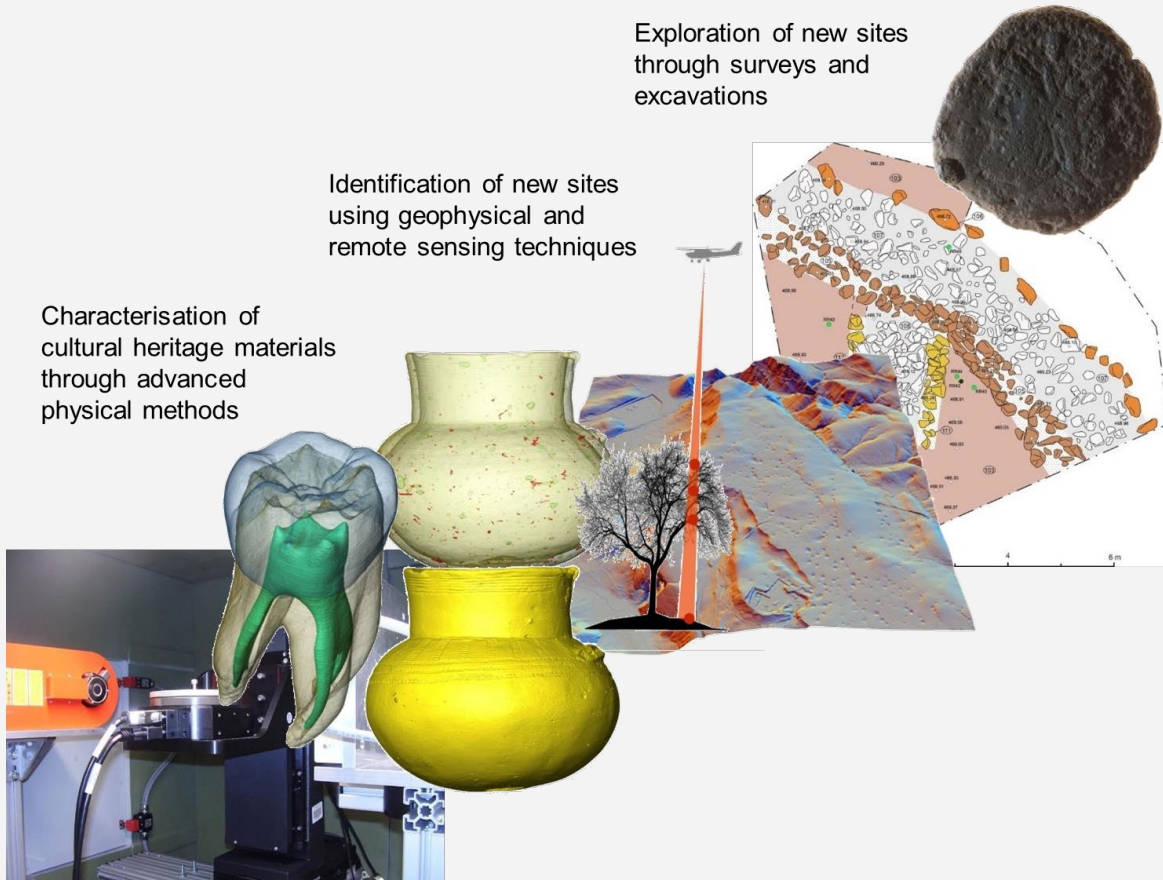 Exploration of new sites
through surveys and
excavations
Identification of new sites
using geophysical and
remote sensing techniques
Characterisation of
cultural heritage materials
through advanced
physical methods
4
6 m